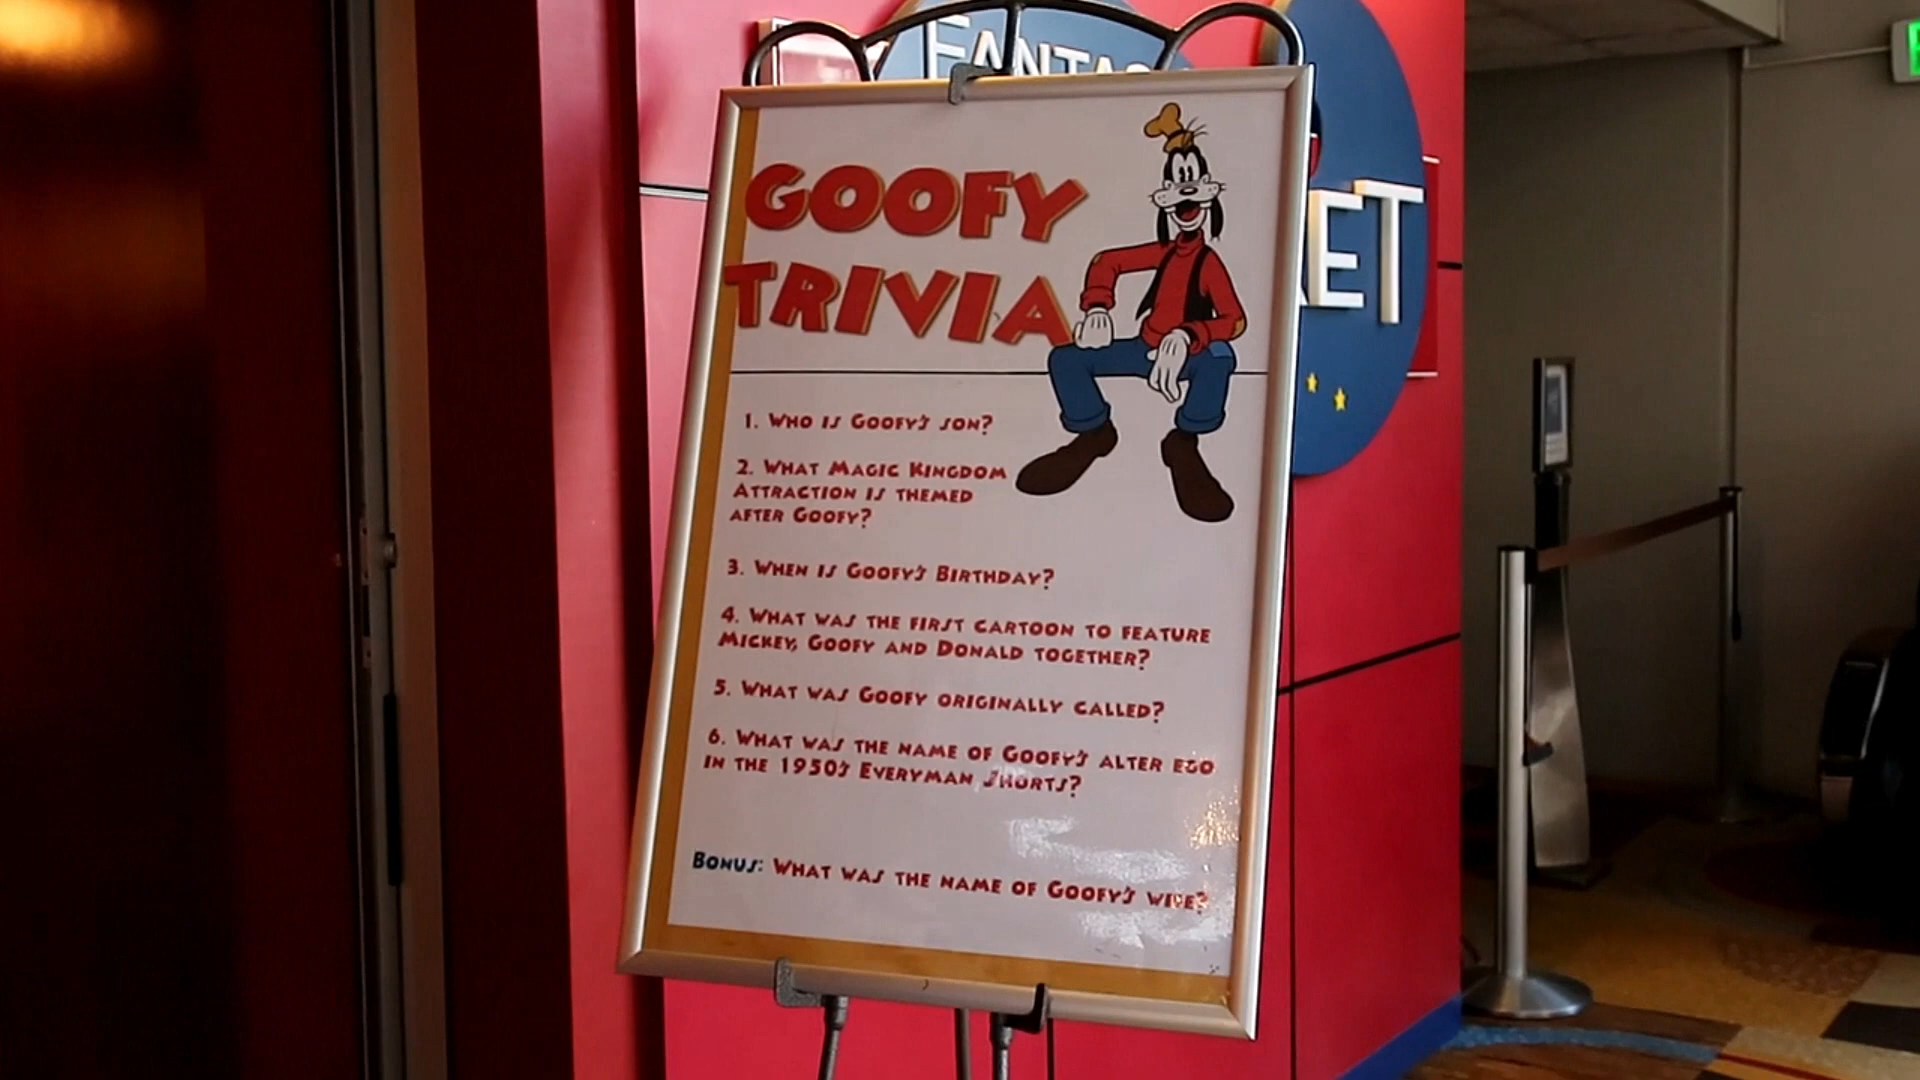 FANTAS
KET
GOOFY
TRIVIA
1. WHO IS GOOFY'S SON?
2. WHAT MAGIC KINGDOM
ATTRACTION IS THEMED
AFTER GOOFY?
3. WHEN IS GOOFY'S BIRTHDAY?
4. WHAT WAS THE FIRST CARTOON TO FEATURE
MICKEY, GOOFY AND DONALD TOGETHER?
5. WHAT WAS GOOFY ORIGINALLY CALLED?
6. WHAT WAS THE NAME OF GOOFY'S ALTER EGO
IN THE 1950'S EVERYMAN SHORTS?
BONUS: WHAT WAS THE NAME OF GOOFY'S WIFE?